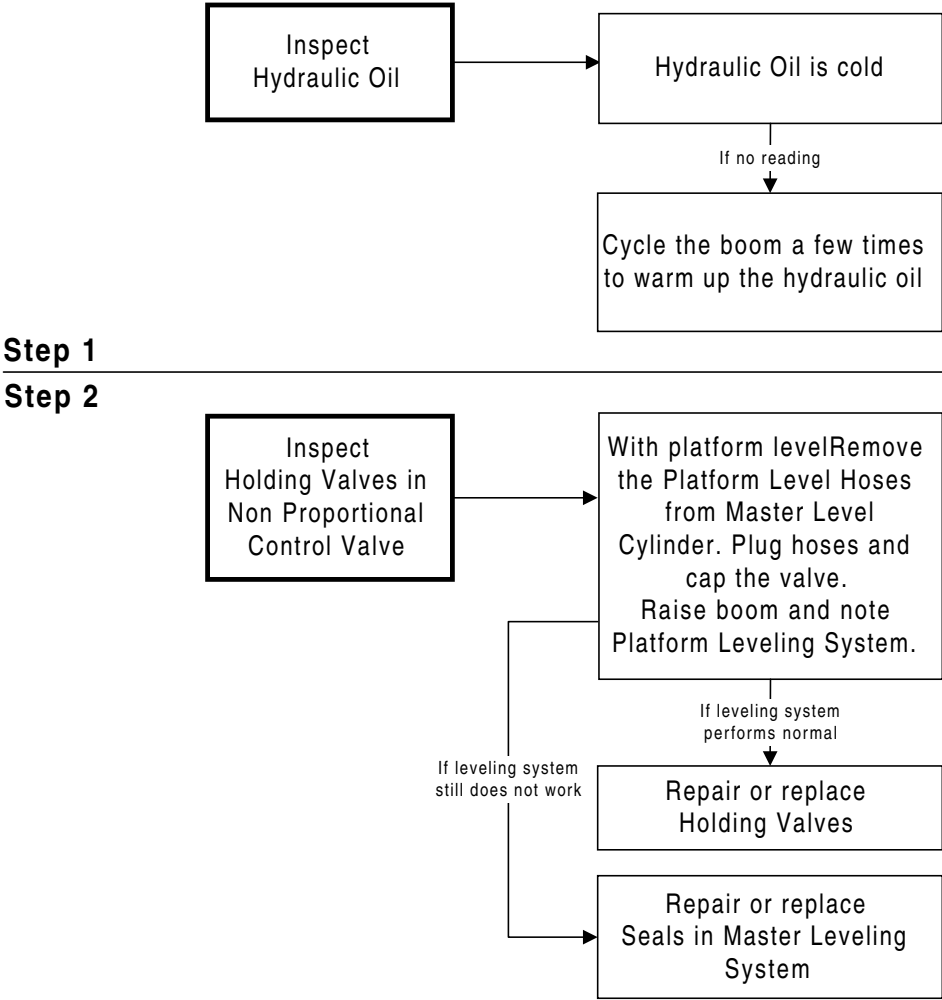 Inspect
Hydraulic Oil
Hydraulic Oil is cold
If no reading
Cycle the boom a few times
to warm up the hydraulic oil
Step 1
Step 2
Inspect
Holding Valves in
Non Proportional
Control Valve
With platform levelRemove
the Platform Level Hoses
from Master Level
Cylinder. Plug hoses and
cap the valve.
Raise boom and note
Platform Leveling System.
If leveling system
performs normal
If leveling system
still does not work
Repair or replace
Holding Valves
Repair or replace
Seals in Master Leveling
System